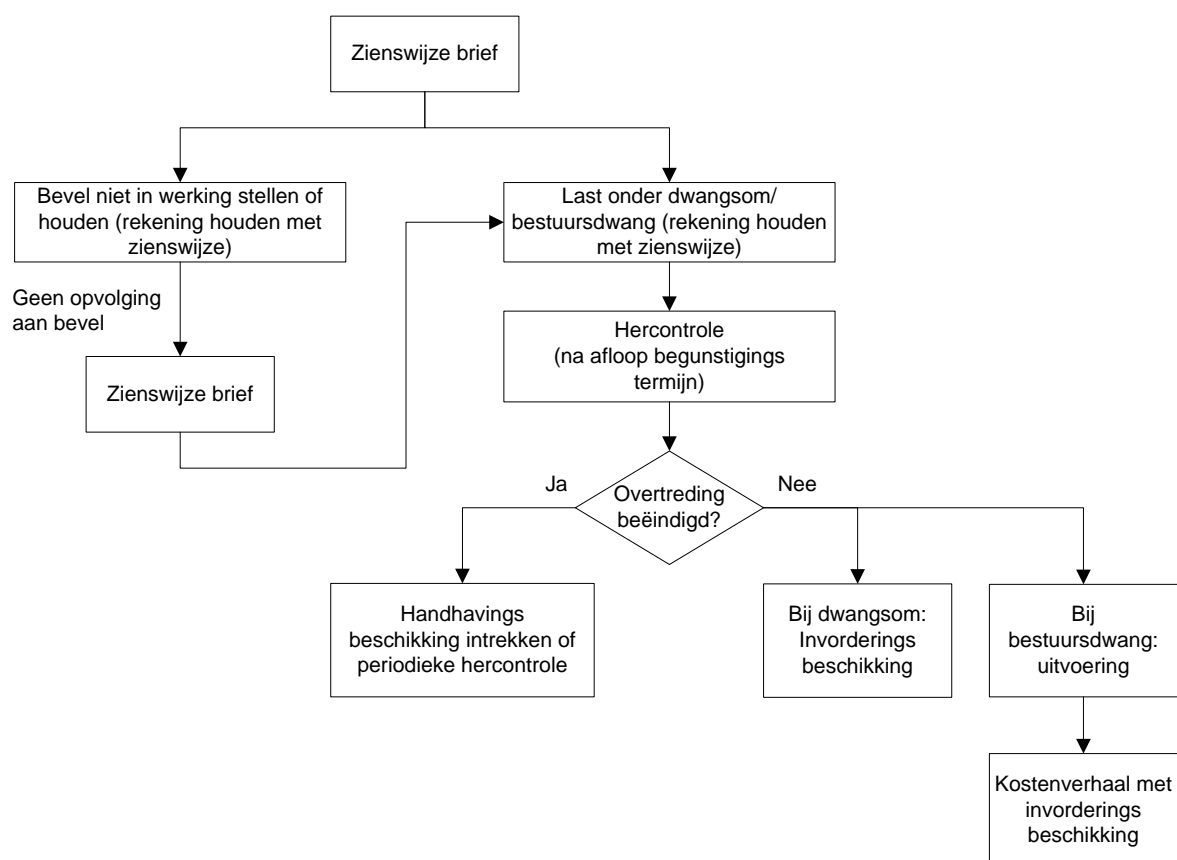 Zienswijze brief
Bevel niet in werking stellen of
houden (rekening houden met
zienswijze)
Last onder dwangsom/
bestuursdwang (rekening houden
met zienswijze)
Geen opvolging
aan bevel
Zienswijze brief
Hercontrole
(na afloop begunstigings
termijn)
Ja
Overtreding
beëindigd?
Nee
Handhavings
beschikking intrekken of
periodieke hercontrole
Bij dwangsom:
Invorderings
beschikking
Bij
bestuursdwang:
uitvoering
Kostenverhaal met
invorderings
beschikking